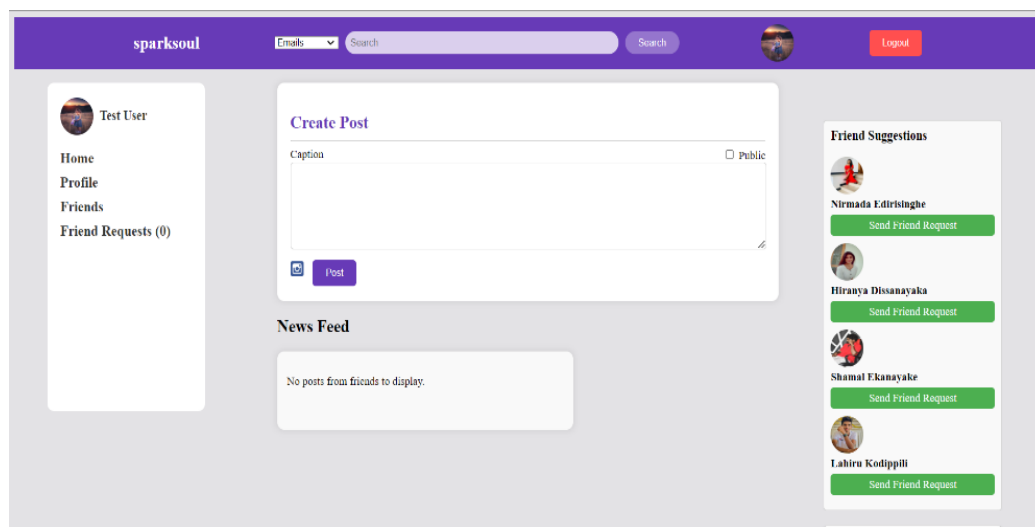 sparksoul
Emails
Search
Search
Logout
Test User
Home
Profile
Friends
Friend Requests (0)
Create Post
Caption
Public
Post
News Feed
No posts from friends to display.
Friend Suggestions
Nirmada Edirisinghe
Send Friend Request
Hiranya Dissanayaka
Send Friend Request
Shamal Ekanayake
Send Friend Request
Lahiru Kodippili
Send Friend Request